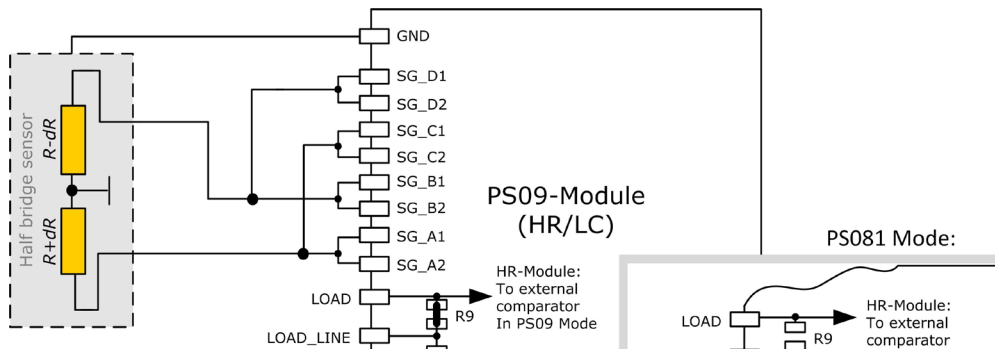 GND
SG_D1
SG_D2
SG_C1
SG_C2
SG_B1
SG_B2
SG_A1
SG_A2
LOAD
LOAD_LINE
Half bridge sensor
R-dR
R+dR
PS09-Module
(HR/LC)
HR-Module:
To external
comparator
In PS09 Mode
R9
PS081 Mode:
LOAD
HR-Module:
To external
comparator
R9